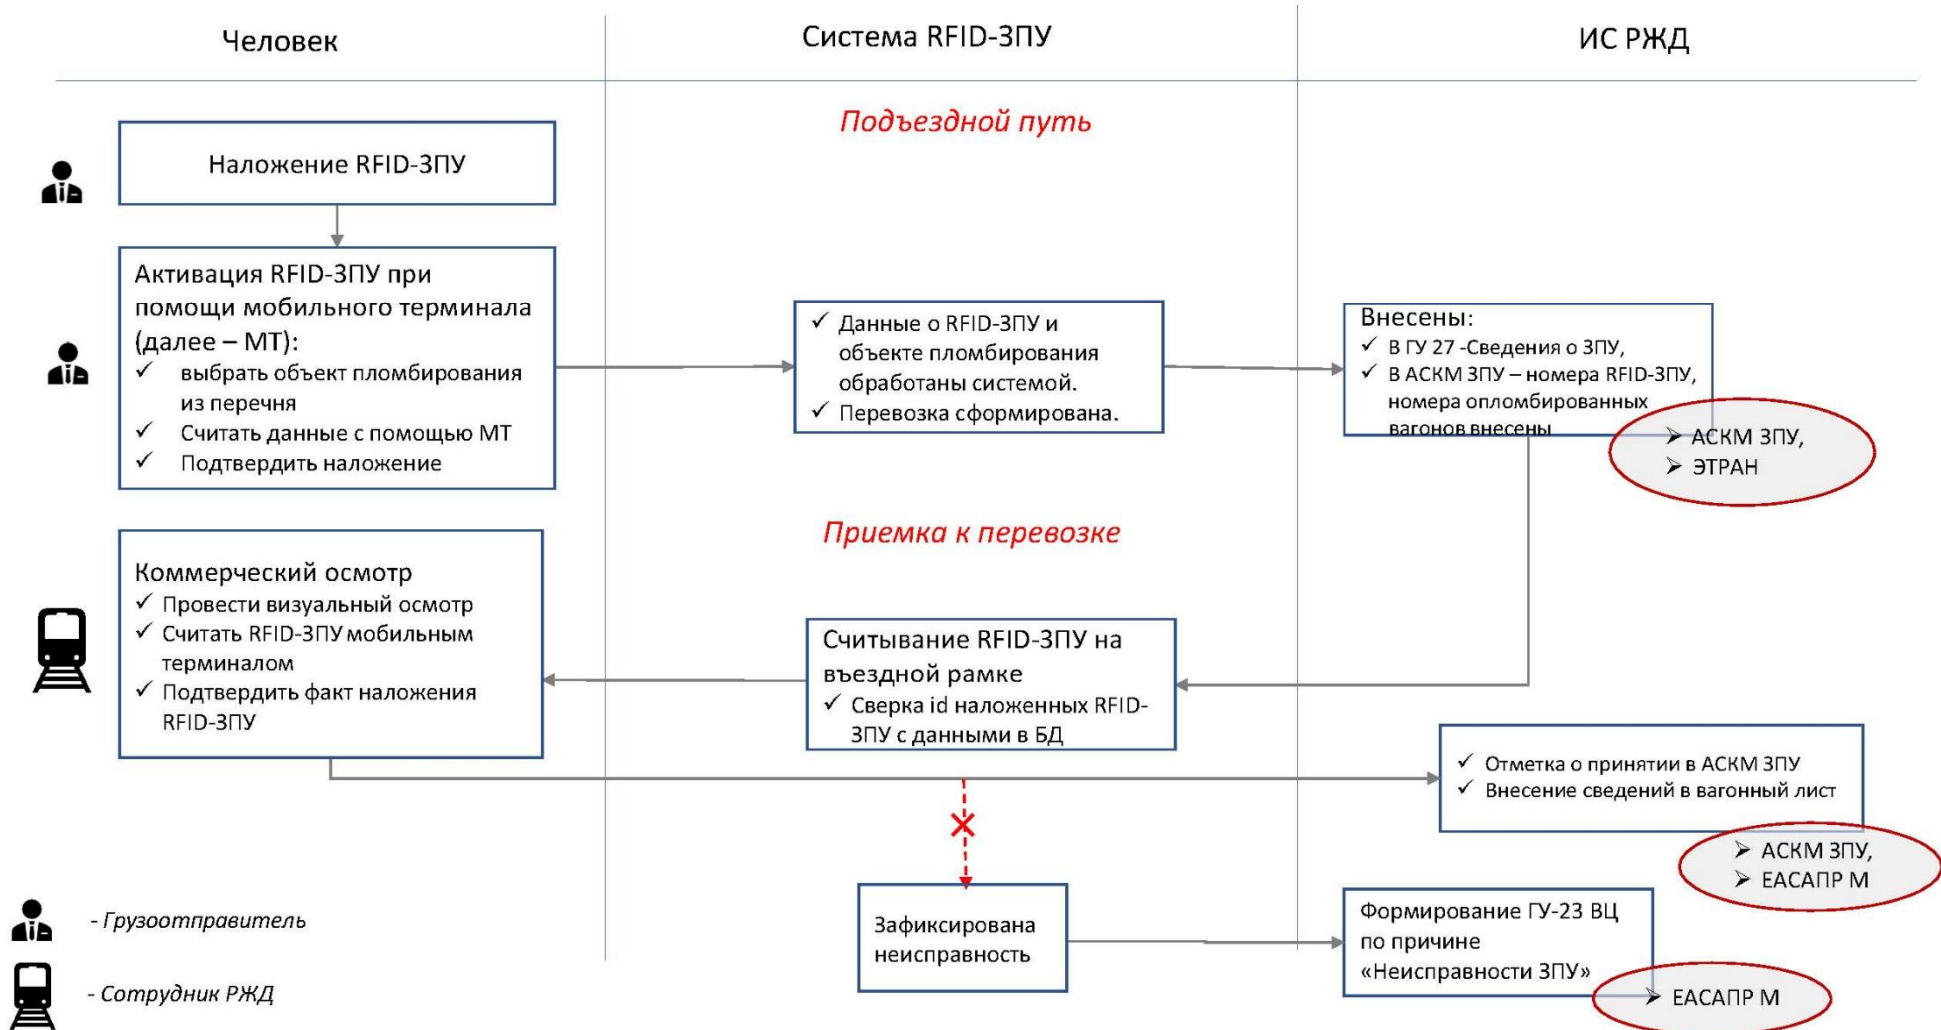 Человек
Система RFID-ЗПУ
ИС РЖД
Подъездной путь
Наложение RFID-ЗПУ
Активация RFID-ЗПУ при
помощи мобильного терминала
(далее – МТ):
✓ выбрать объект пломбирования
из перечня
✓ Считать данные с помощью МТ
✓ Подтвердить наложение
✓ Данные о RFID-ЗПУ и
объекте пломбирования
обработаны системой.
✓ Перевозка сформирована.
Внесены:
✓ В ГУ 27 -Сведения о ЗПУ,
✓ В АСКМ ЗПУ – номера RFID-ЗПУ,
номера опломбированных
вагонов внесены
➢ АСКМ ЗПУ,
➢ ЭТРАН
Приемка к перевозке
Коммерческий осмотр
✓ Провести визуальный осмотр
✓ Считать RFID-ЗПУ мобильным
терминалом
✓ Подтвердить факт наложения
RFID-ЗПУ
Считывание RFID-ЗПУ на
въездной рамке
✓ Сверка id наложенных RFID-
ЗПУ с данными в БД
✓ Отметка о принятии в АСКМ ЗПУ
✓ Внесение сведений в вагонный лист
➢ АСКМ ЗПУ,
➢ ЕАСАПР М
Зафиксирована
неисправность
Формирование ГУ-23 ВЦ
по причине
«Неисправности ЗПУ»
➢ ЕАСАПР М
- Грузоотправитель
- Сотрудник РЖД